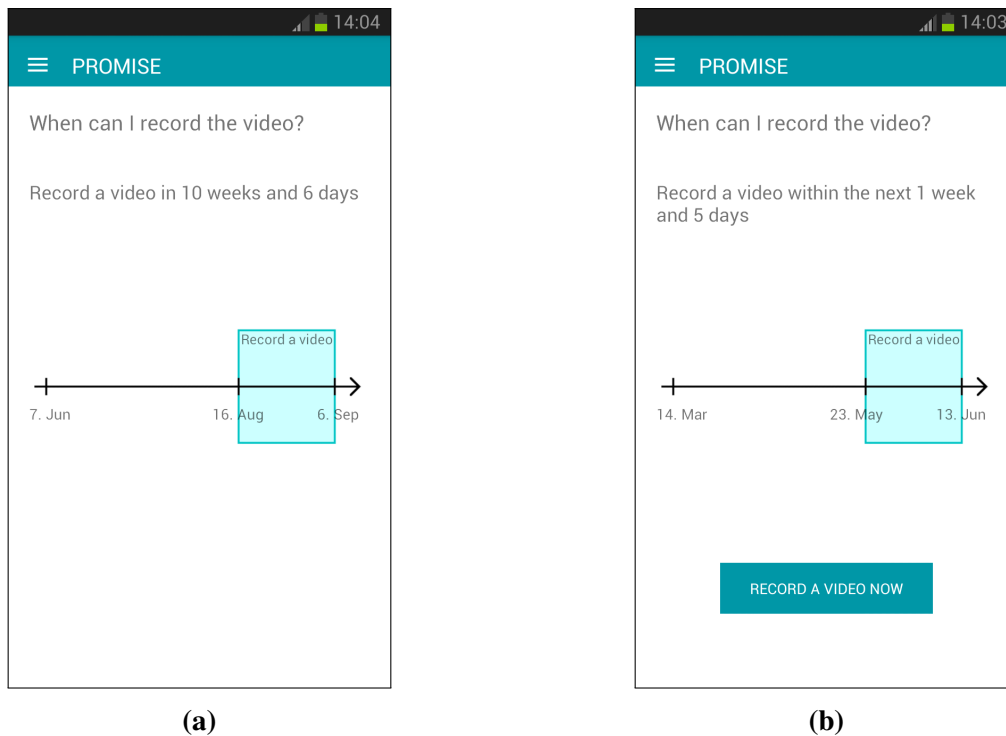 14:04
PROMISE
When can I record the video?
Record a video in 10 weeks and 6 days
Record a video
7. Jun
16. Aug
6. Sep
(a)
14:03
PROMISE
When can I record the video?
Record a video within the next 1 week
and 5 days
Record a video
14. Mar
23. May
13. Jun
RECORD A VIDEO NOW
(b)